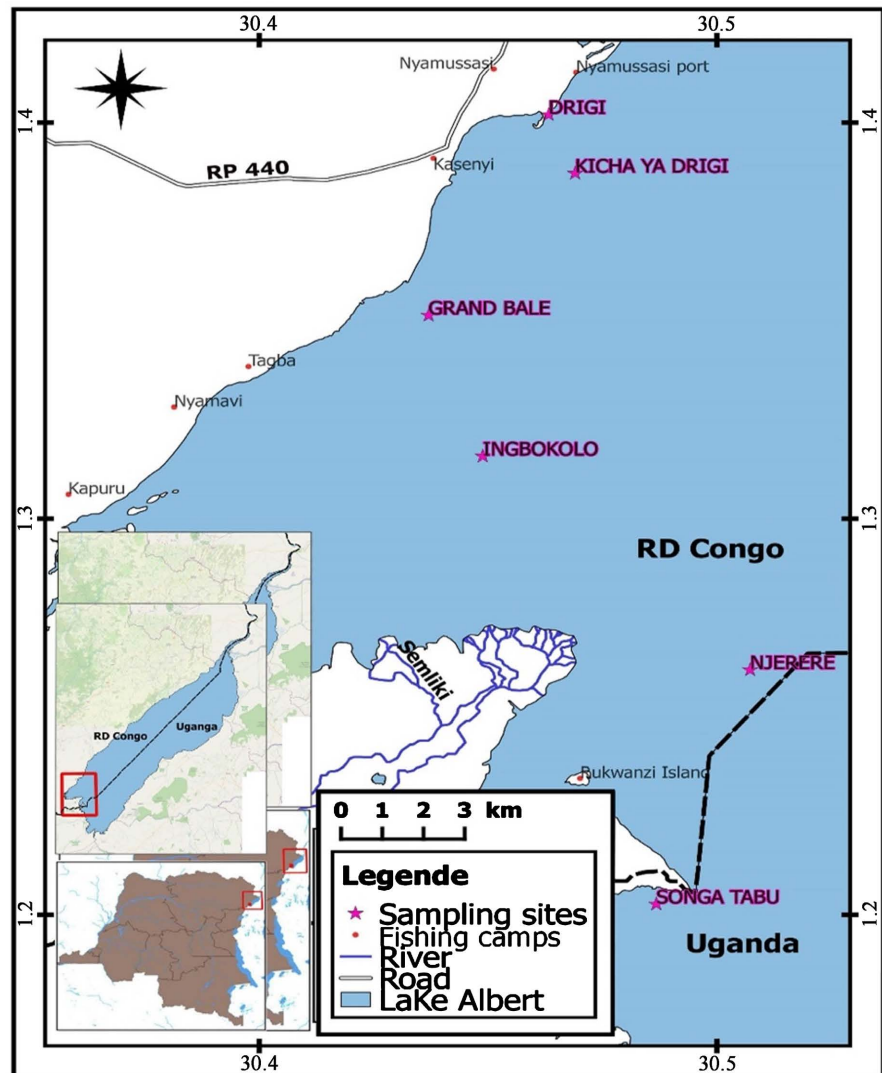 30.4 30.5
Nyamussasi
Nyamussasi port
DRIGI
1.4 1.4
RP 440
Kasenyi
KICHA YA DRIGI
GRAND BALE
Tagba
Nyamavi
INGBOKOLO
Kapuru
1.3 1.3
RD Congo
Semliki
NJERERE
RD Congo
Uganga
Rukwanzi Island
0 1 2 3 km
Legende
Sampling sites
Fishing camps
River
Road
Lake Albert
SONGA TABU
1.2 1.2
Uganda
30.4 30.5